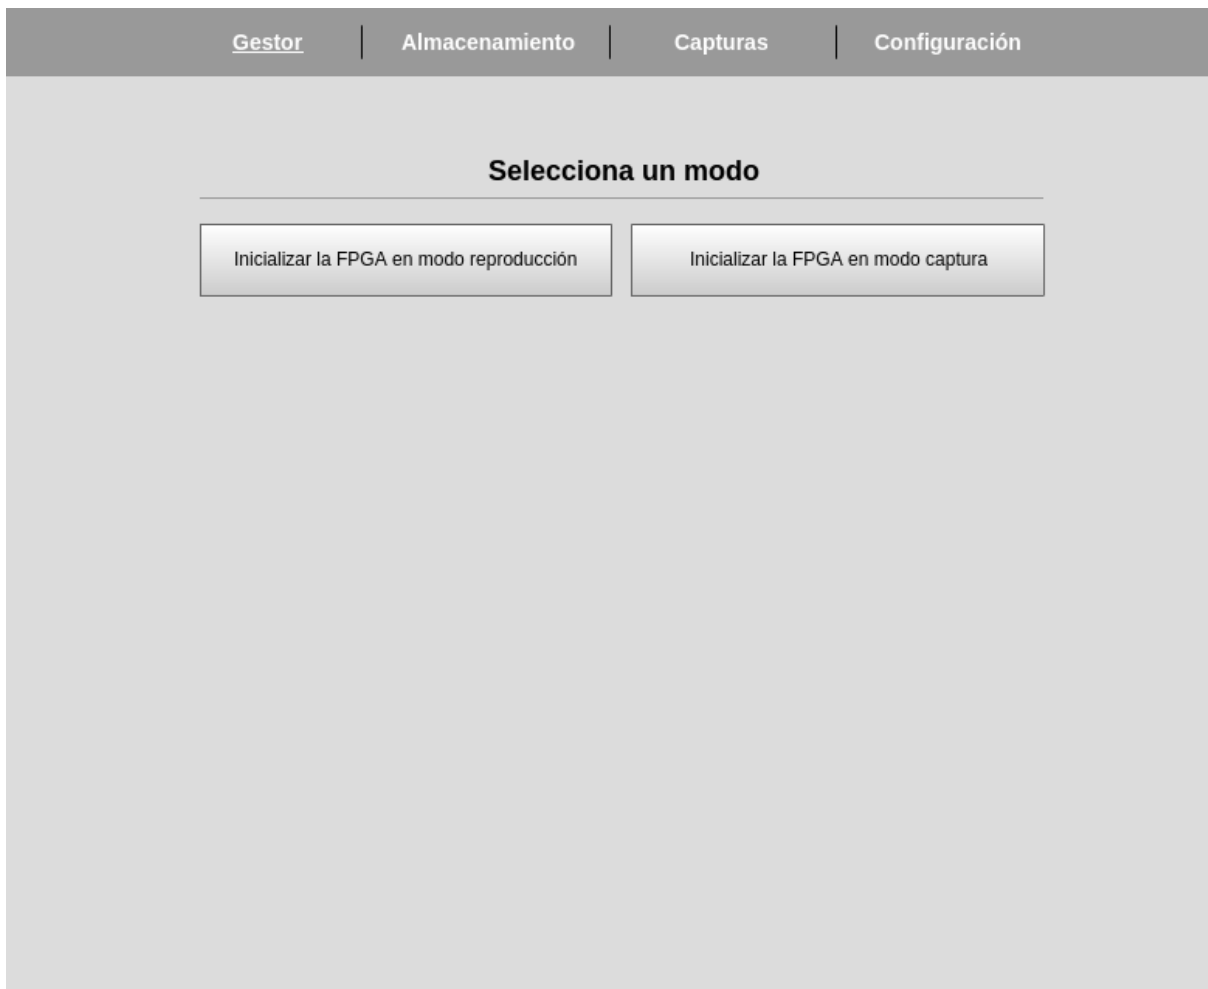 Gestor Almacenamiento Capturas Configuración
Selecciona un modo
Inicializar la FPGA en modo reproducción Inicializar la FPGA en modo captura